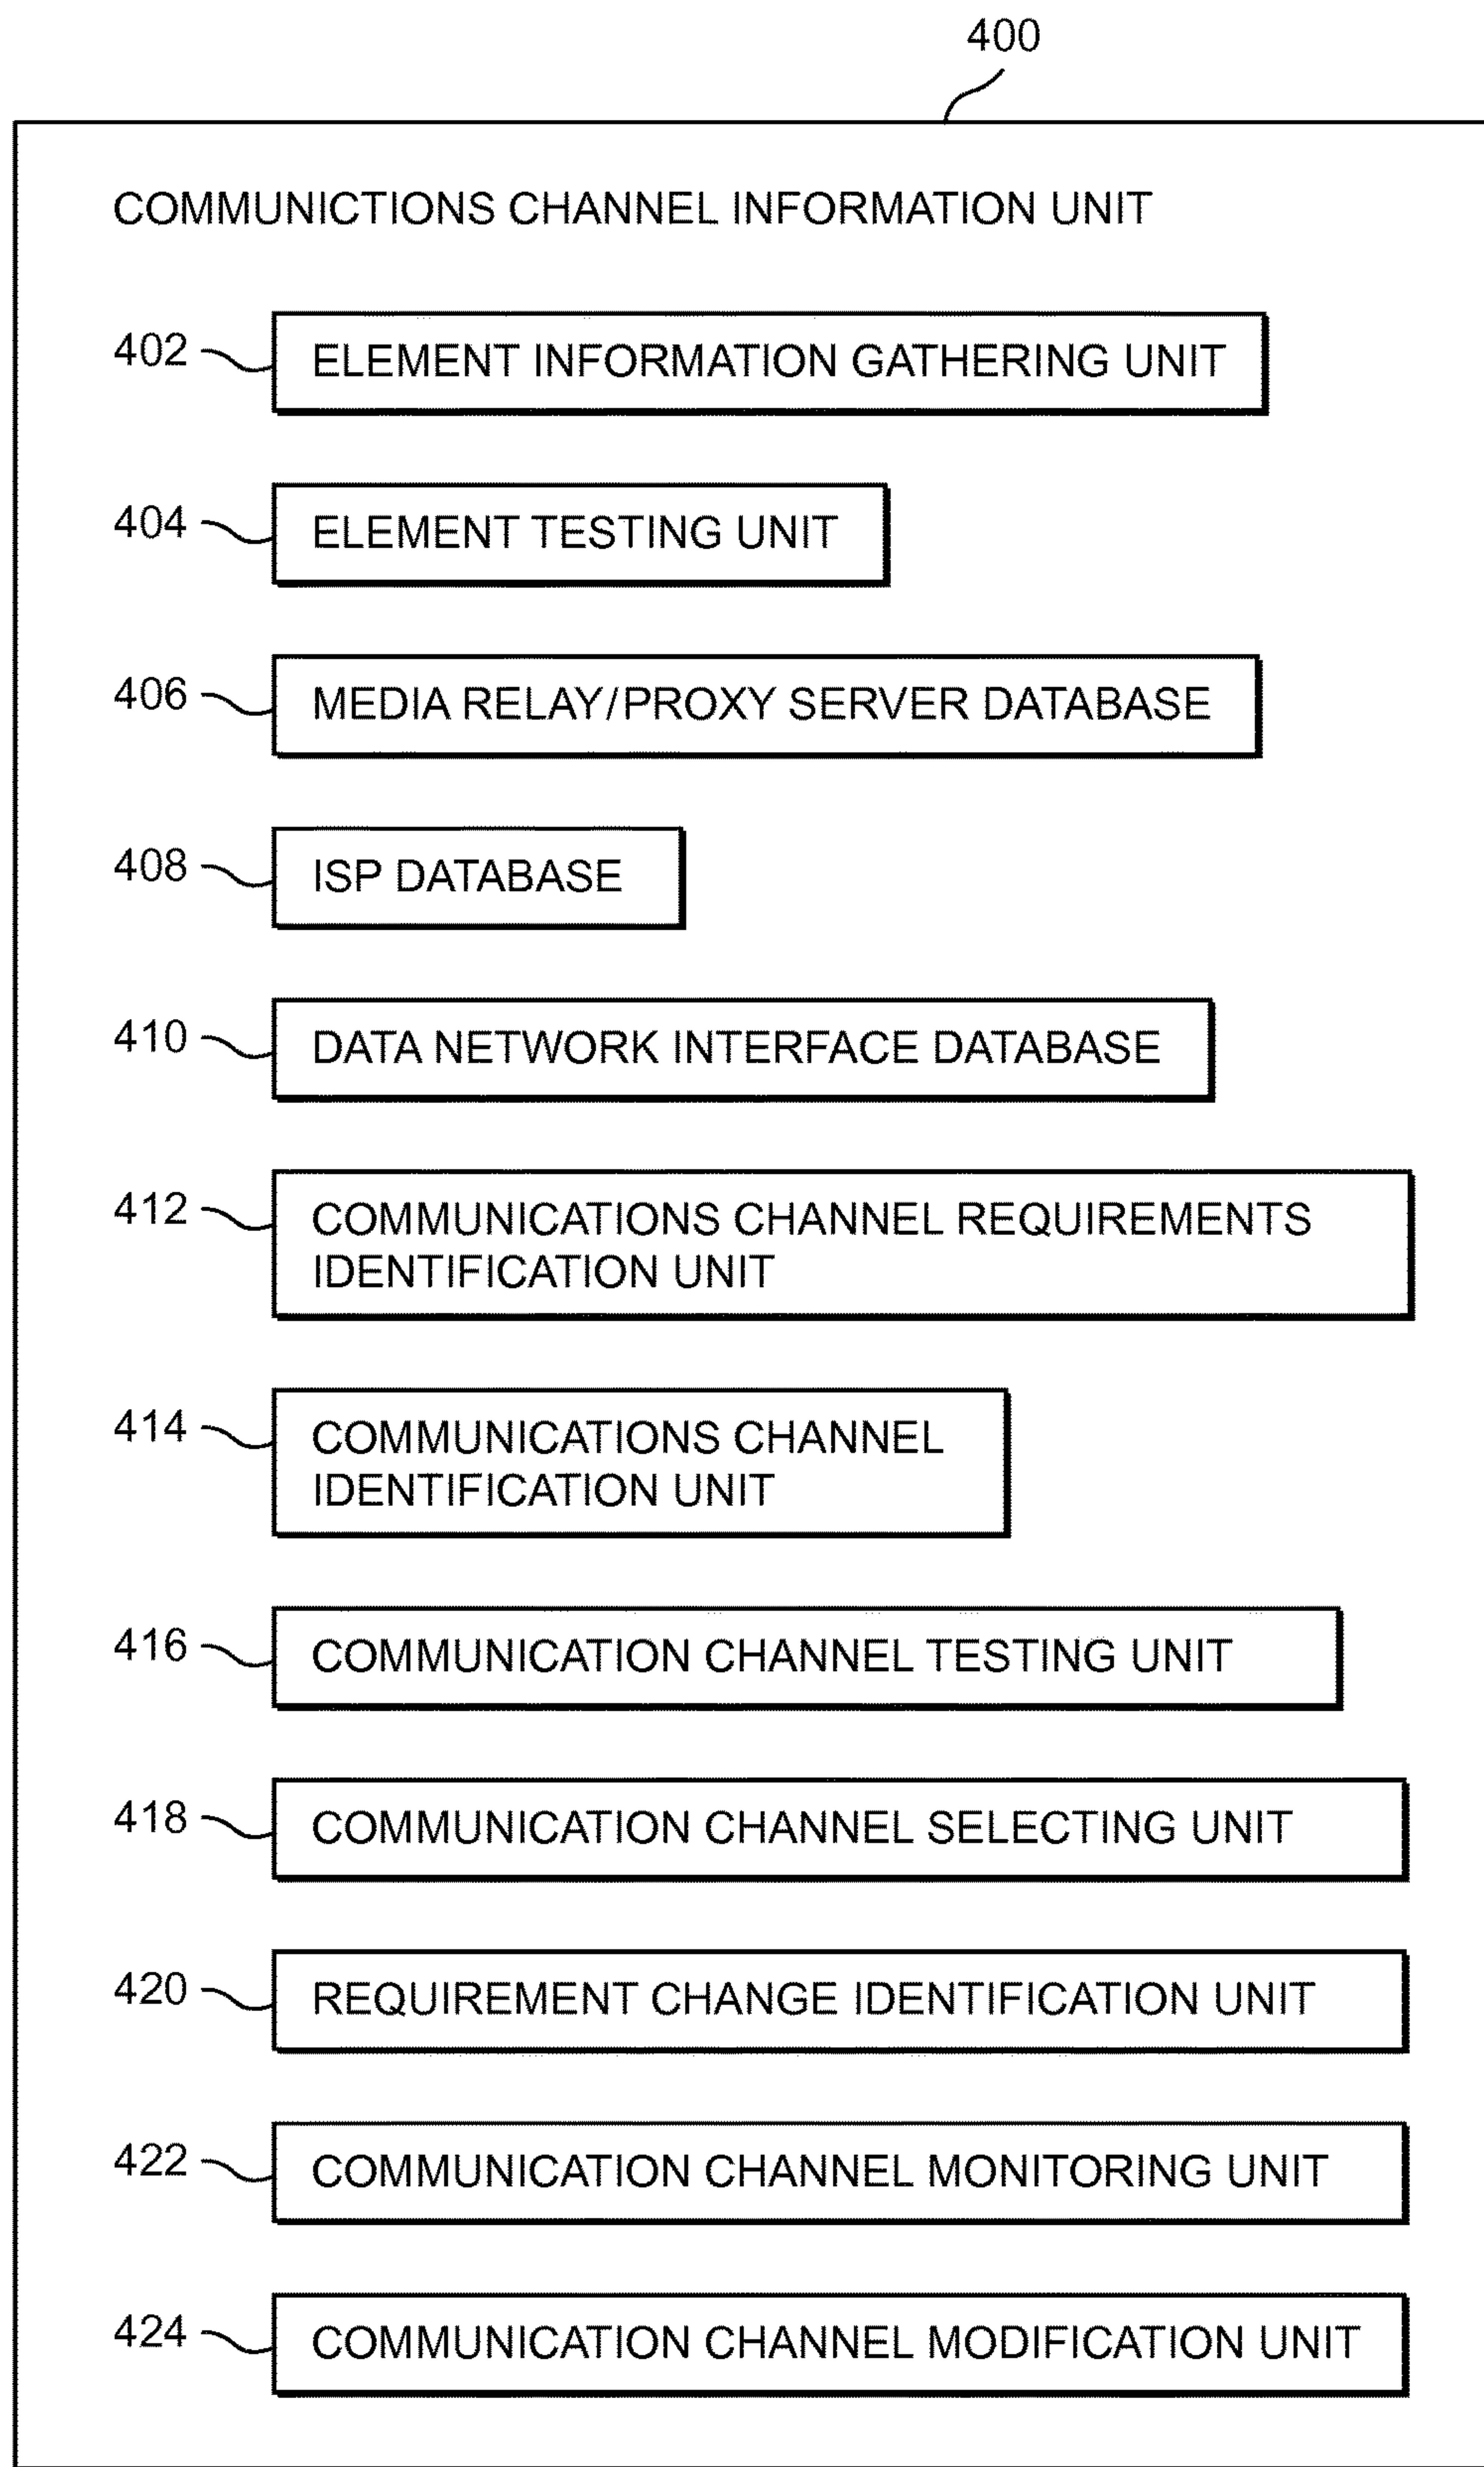 400
COMMUNICTIONS CHANNEL INFORMATION UNIT
402 ELEMENT INFORMATION GATHERING UNIT
404 ELEMENT TESTING UNIT
406 MEDIA RELAY/PROXY SERVER DATABASE
408 ISP DATABASE
410 DATA NETWORK INTERFACE DATABASE
412 COMMUNICATIONS CHANNEL REQUIREMENTS
IDENTIFICATION UNIT
414 COMMUNICATIONS CHANNEL
IDENTIFICATION UNIT
416 COMMUNICATION CHANNEL TESTING UNIT
418 COMMUNICATION CHANNEL SELECTING UNIT
420 REQUIREMENT CHANGE IDENTIFICATION UNIT
422 COMMUNICATION CHANNEL MONITORING UNIT
424 COMMUNICATION CHANNEL MODIFICATION UNIT